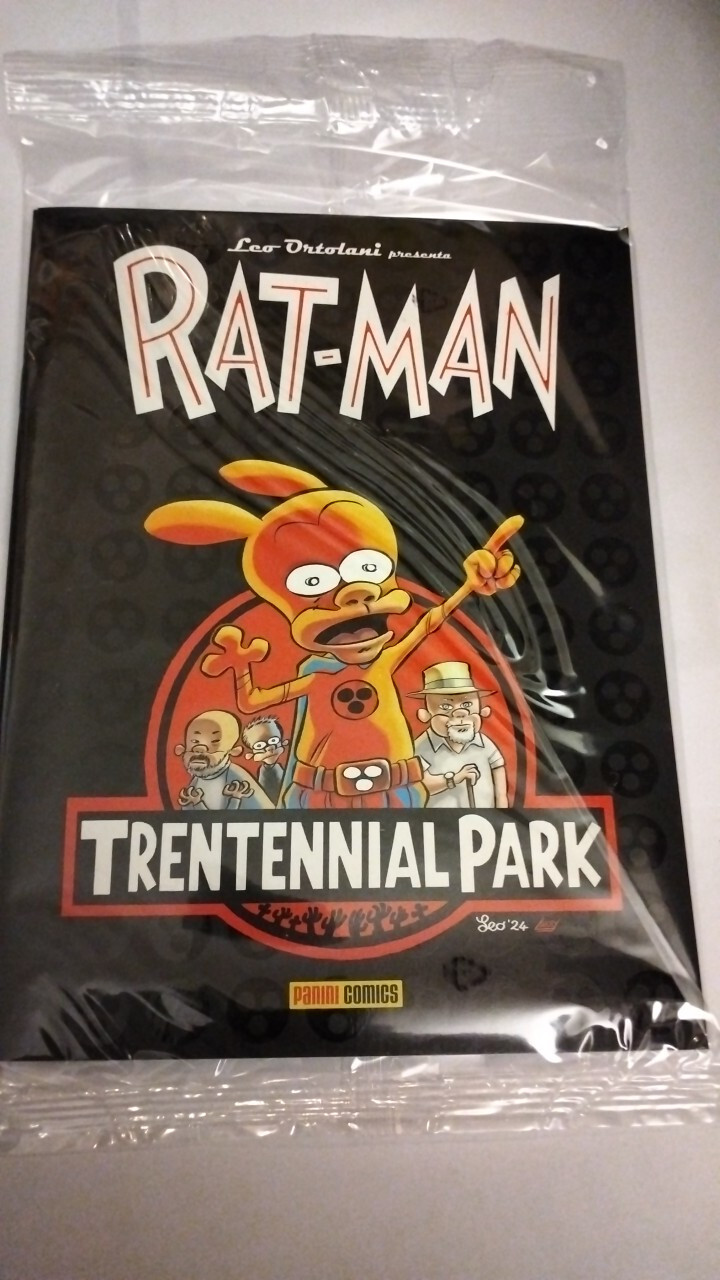 Leo Ortolani presenta
RAT-MAN
TRENTENNIAL PARK
Leo '24
PANINI COMICS